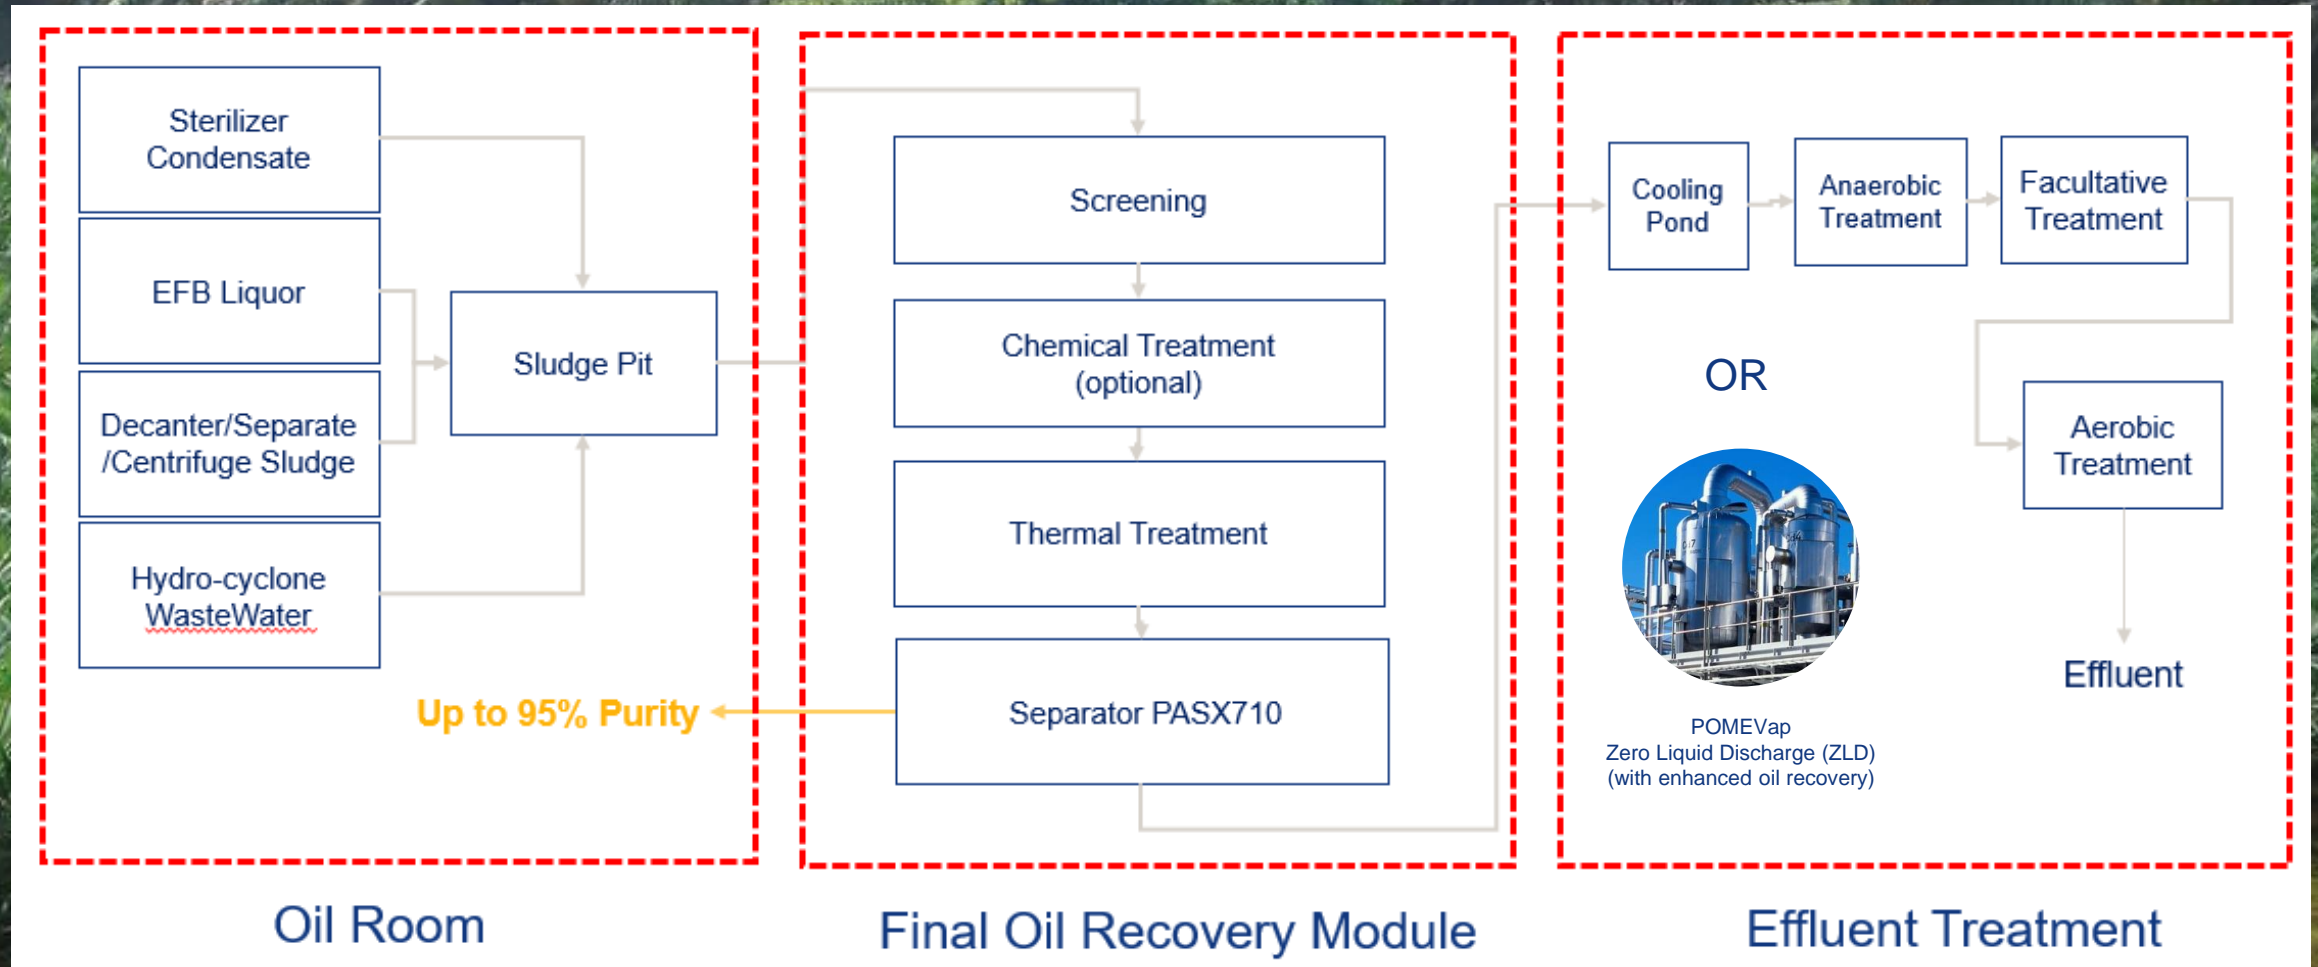 Sterilizer
Condensate
EFB Liquor
Decanter/Separate
/Centrifuge Sludge
Hydro-cyclone
WasteWater
Sludge Pit
Up to 95% Purity
Oil Room
Screening
Chemical Treatment
(optional)
Thermal Treatment
Separator PASX710
Final Oil Recovery Module
Cooling
Pond
Anaerobic
Treatment
Facultative
Treatment
OR
Aerobic
Treatment
POMEVap
Zero Liquid Discharge (ZLD)
(with enhanced oil recovery)
Effluent
Effluent Treatment